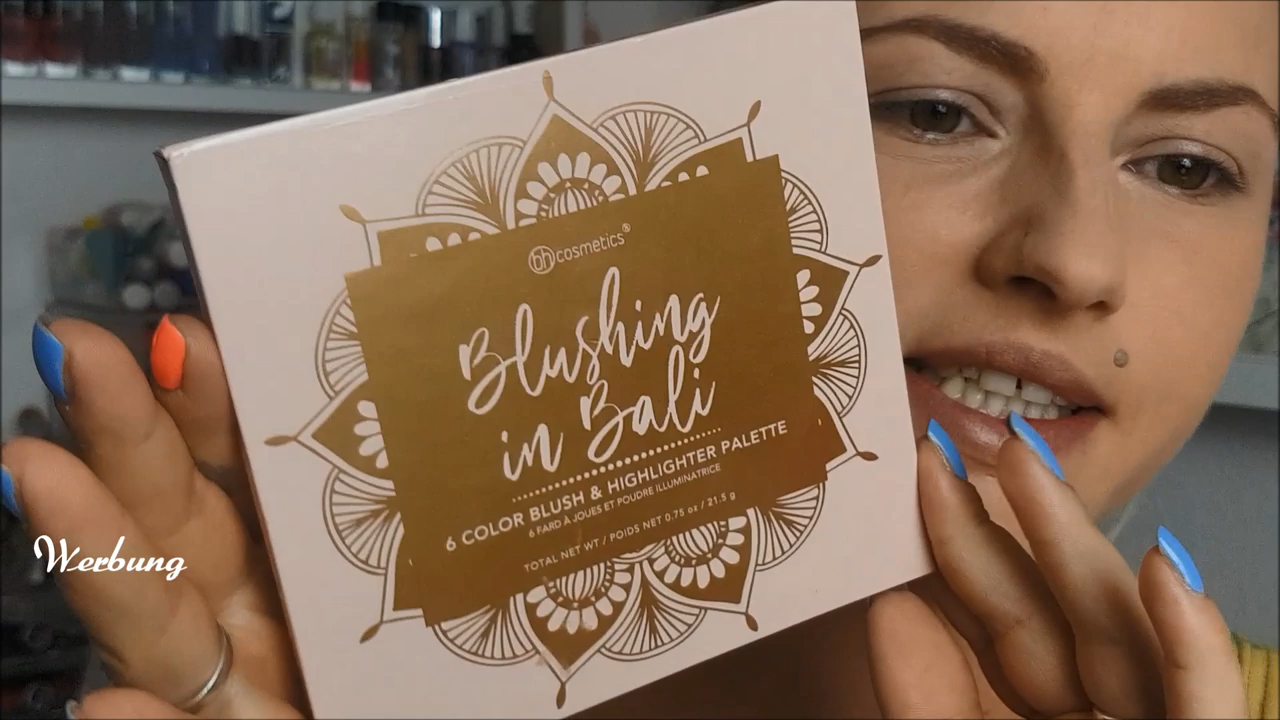 bh cosmetics®
Blushing
in Bali
6 COLOR BLUSH & HIGHLIGHTER PALETTE
6 FARD À JOUES ET POUDRE ILLUMINATRICE
TOTAL NET WT / POIDS NET 0.75 oz / 21.5 g
Werbung